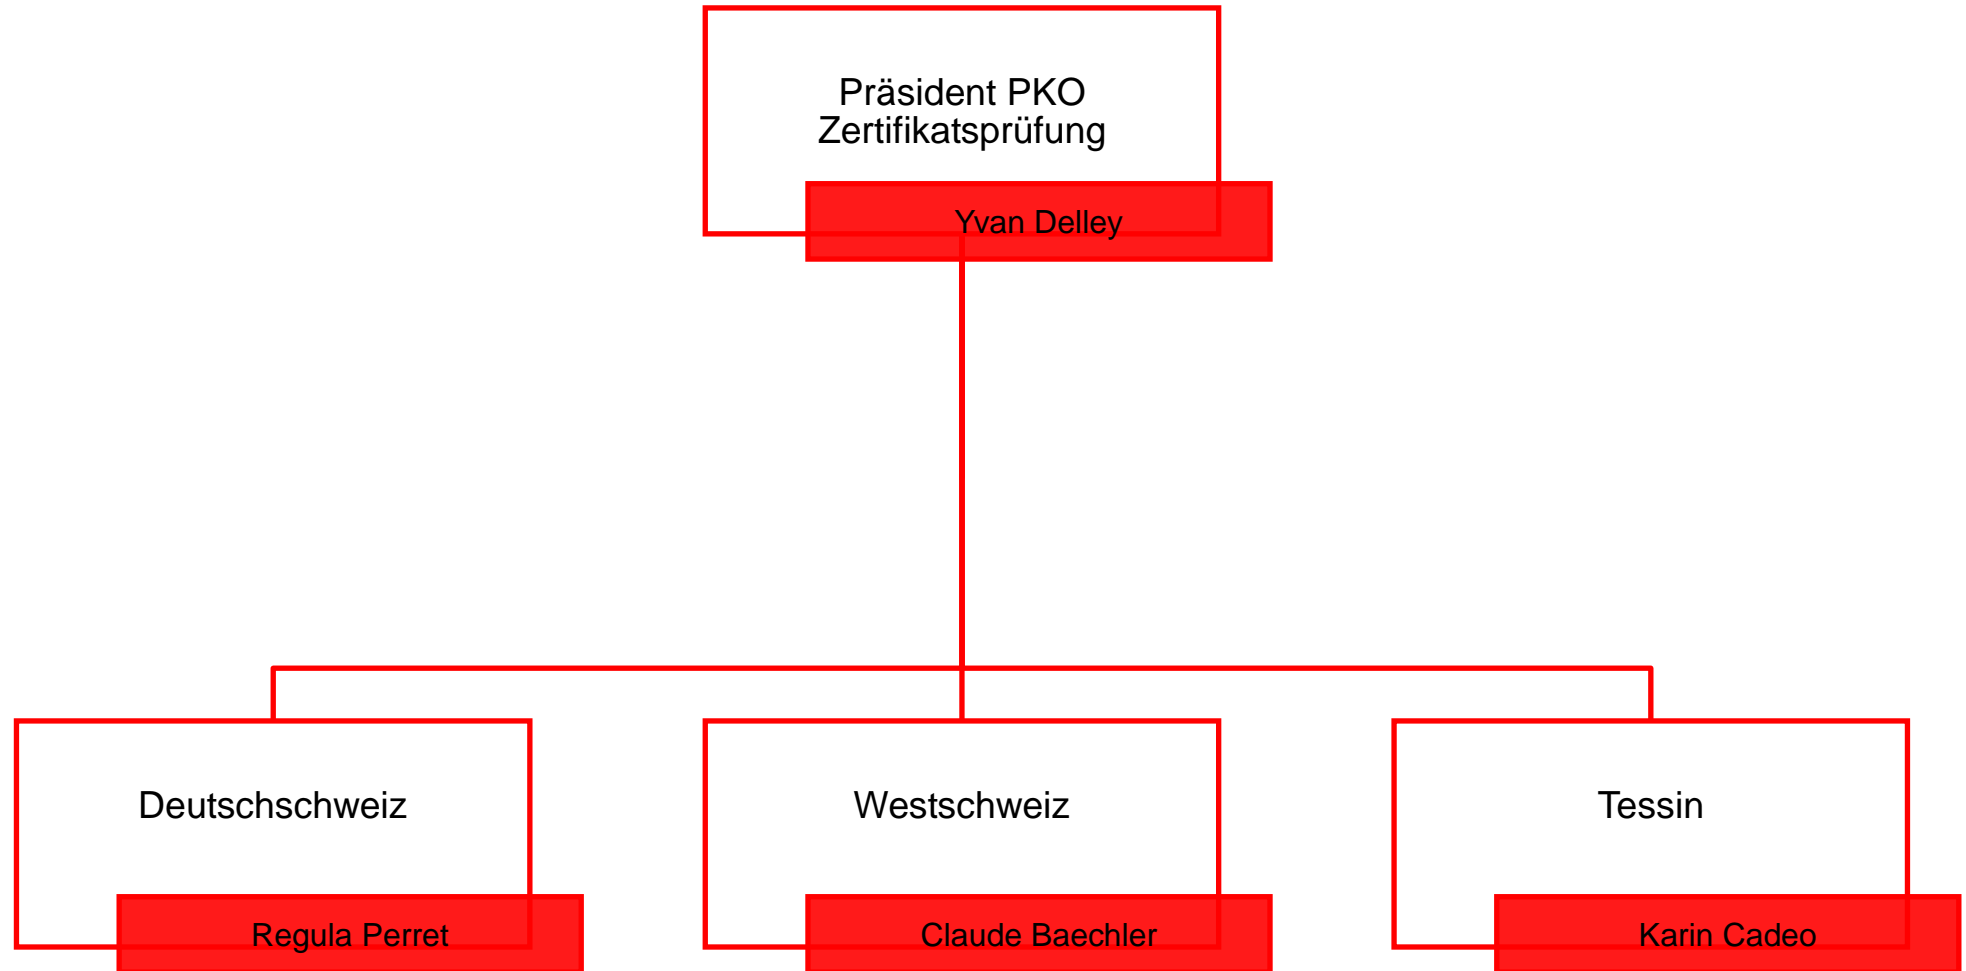 Präsident PKO
Zertifikatsprüfung
Yvan Delley
Deutschschweiz
Regula Perret
Westschweiz
Claude Baechler
Tessin
Karin Cadeo